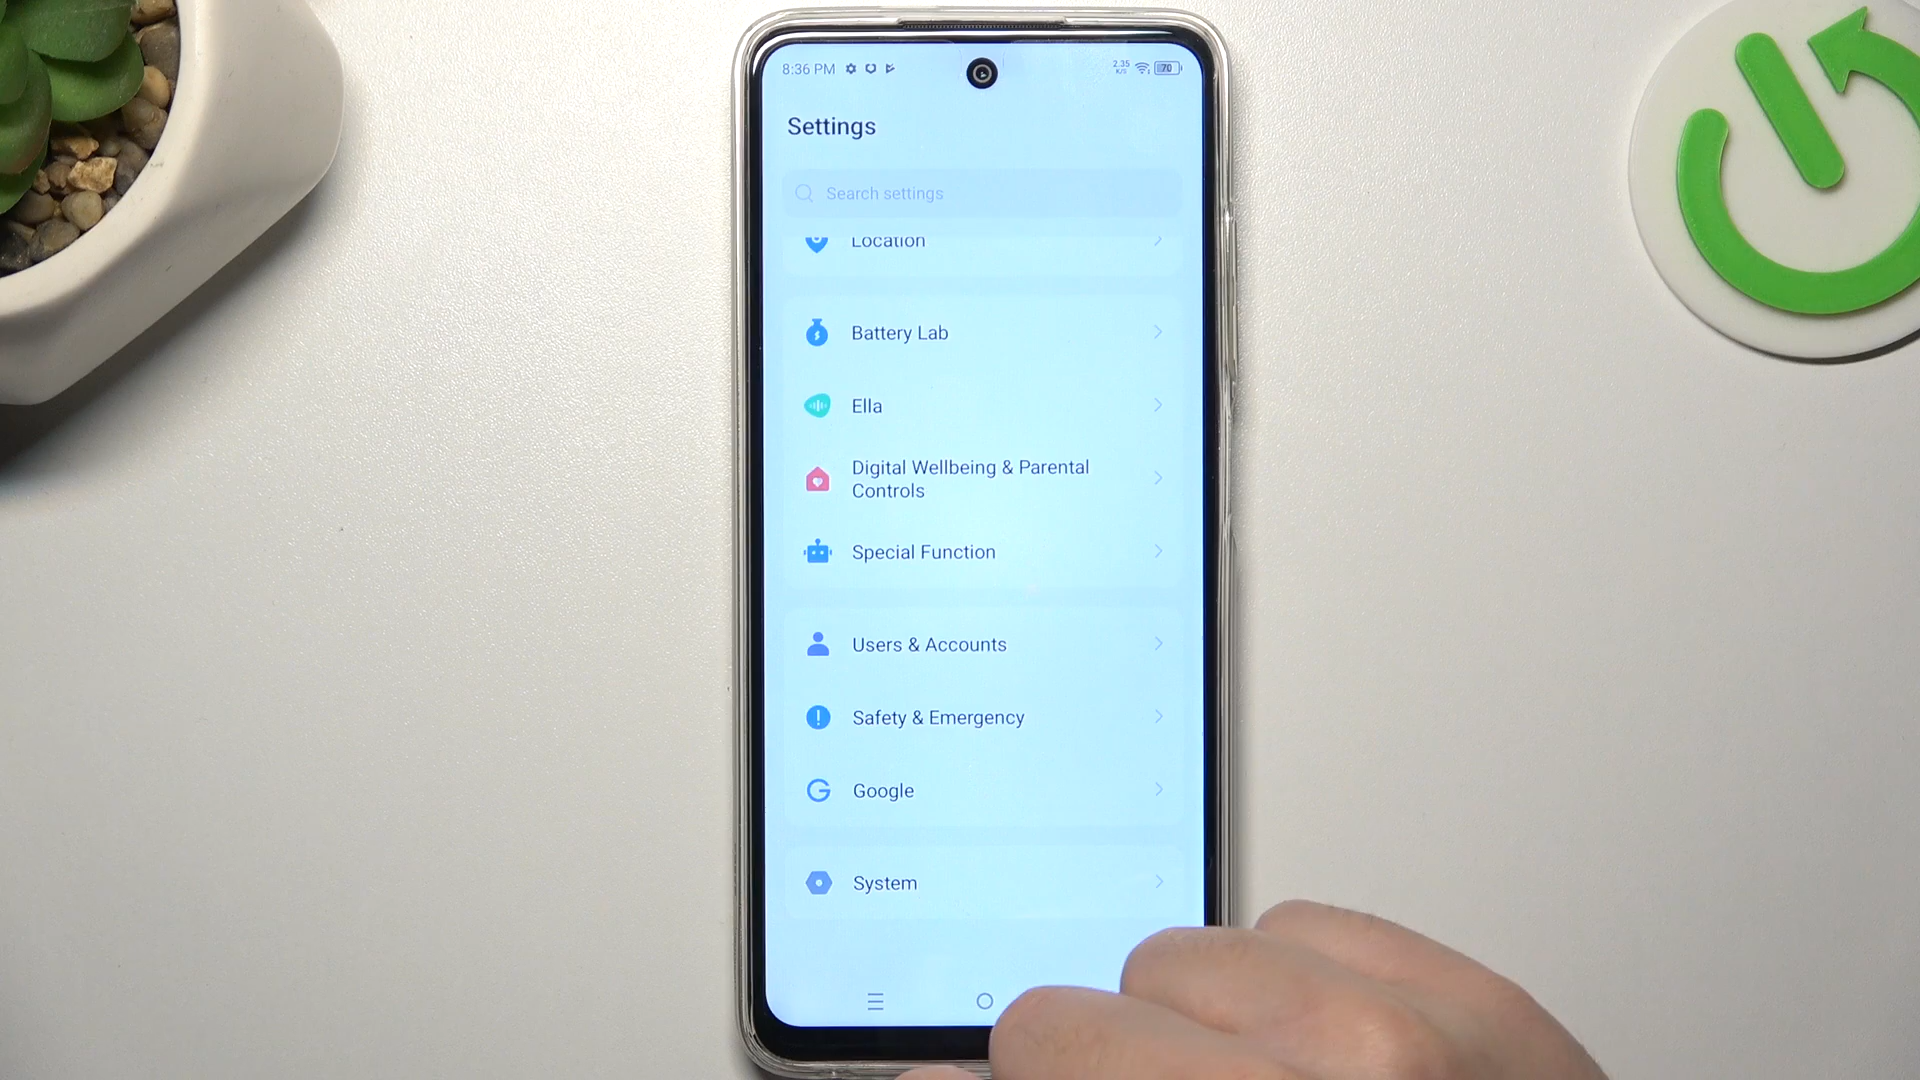 8:36 PM
2.35
K/S
70
Settings
Search settings
Location
Battery Lab
Ella
Digital Wellbeing & Parental
Controls
Special Function
Users & Accounts
Safety & Emergency
Google
System